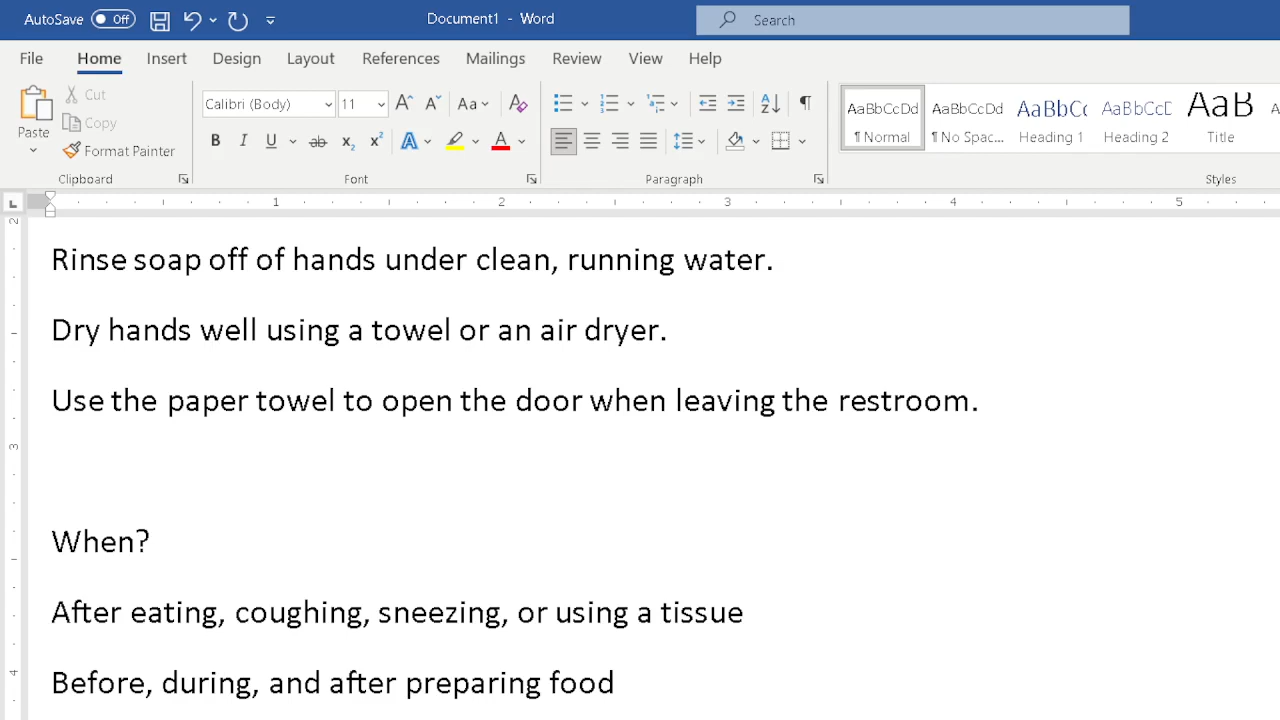 AutoSave Off Document1 - Word Search
File Home Insert Design Layout References Mailings Review View Help
Paste Cut Copy Format Painter Clipboard
Calibri (Body) 11 Aa A
B I U ab x₂ x² A A Font
A Z ¶ Paragraph
AaBbCcDd ¶ Normal AaBbCcDd ¶ No Spac... AaBbCc Heading 1 AaBbCcD Heading 2 AaB Title Styles
1 2 3 4 5
2
3
4
Rinse soap off of hands under clean, running water.
Dry hands well using a towel or an air dryer.
Use the paper towel to open the door when leaving the restroom.
When?
After eating, coughing, sneezing, or using a tissue
Before, during, and after preparing food